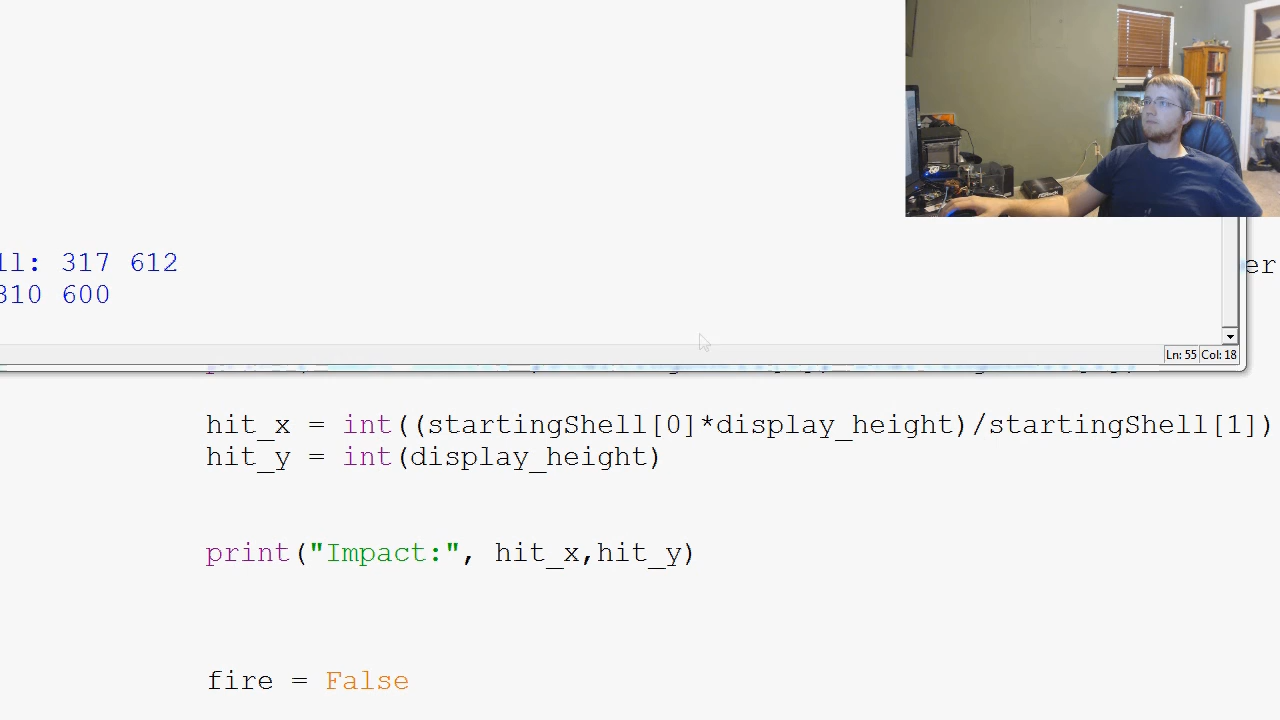 ll: 317 612
310 600
er
Ln: 55 Col: 18
hit_x = int((startingShell[0]*display_height)/startingShell[1])
hit_y = int(display_height)
print("Impact:", hit_x,hit_y)
fire = False